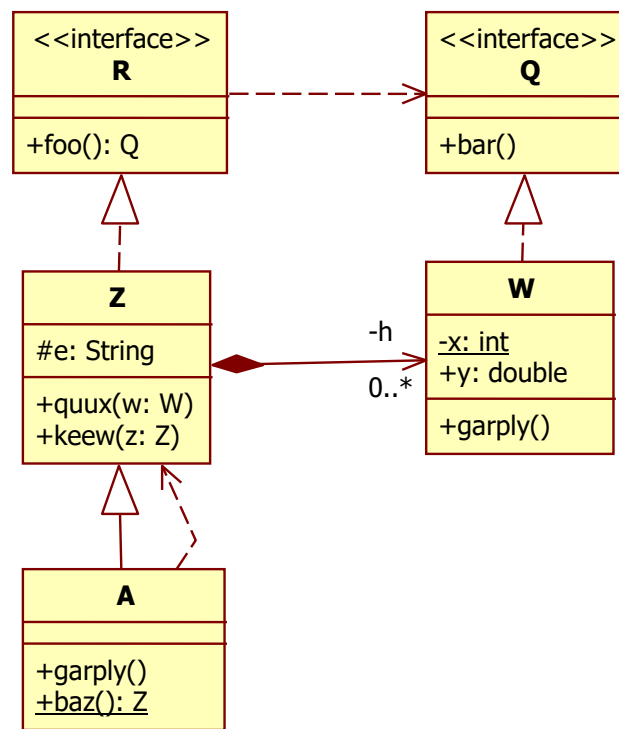 <<interface>>
R
+foo(): Q
<<interface>>
Q
+bar()
Z
#e: String
+quux(w: W)
+keew(z: Z)
-h
0..*
W
-x: int
+y: double
+garply()
A
+garply()
+baz(): Z